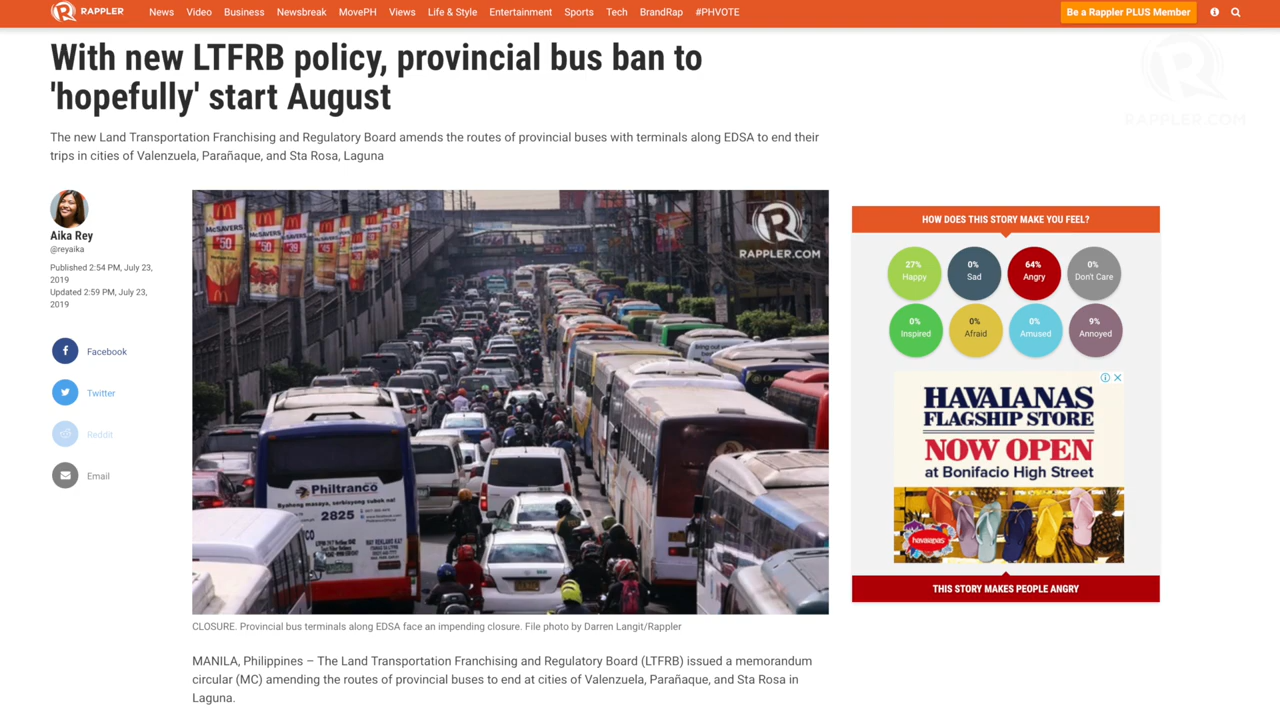 RAPPLER
News Video Business Newsbreak MovePH Views Life & Style Entertainment Sports Tech BrandRap #PHVOTE
Be a Rappler PLUS Member
With new LTFRB policy, provincial bus ban to
'hopefully' start August
RAPPLER.COM
The new Land Transportation Franchising and Regulatory Board amends the routes of provincial buses with terminals along EDSA to end their
trips in cities of Valenzuela, Parañaque, and Sta Rosa, Laguna
Aika Rey
@reyaika
Published 2:54 PM, July 23,
2019
Updated 2:59 PM, July 23,
2019
Facebook
Twitter
Reddit
Email
McSAVERS
₱50
McSAVERS
₱50
₱39
RAPPLER.COM
Philtranco
2825
HOW DOES THIS STORY MAKE YOU FEEL?
27%
Happy
0%
Sad
64%
Angry
0%
Don't Care
0%
Inspired
0%
Afraid
0%
Amused
9%
Annoyed
HAVAIANAS
FLAGSHIP STORE
NOW OPEN
at Bonifacio High Street
havaianas
THIS STORY MAKES PEOPLE ANGRY
CLOSURE. Provincial bus terminals along EDSA face an impending closure. File photo by Darren Langit/Rappler
MANILA, Philippines – The Land Transportation Franchising and Regulatory Board (LTFRB) issued a memorandum
circular (MC) amending the routes of provincial buses to end at cities of Valenzuela, Parañaque, and Sta Rosa in
Laguna.